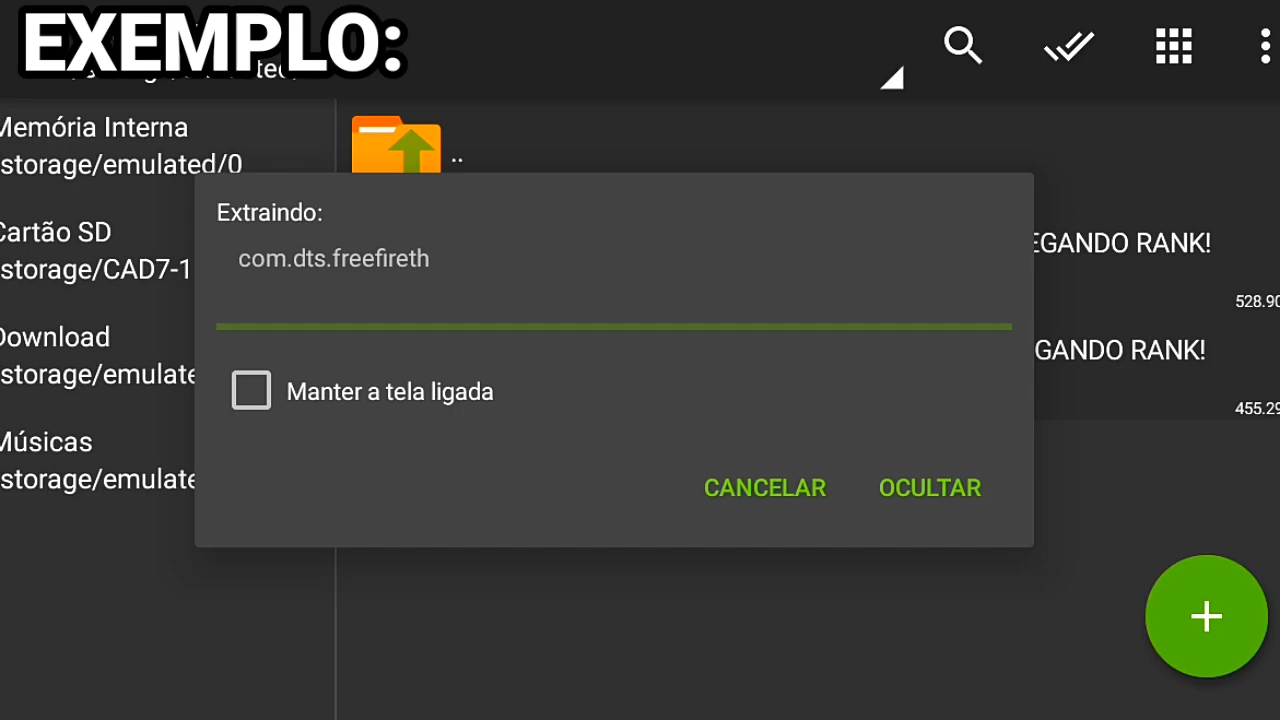 EXEMPLO:
Memória Interna
storage/emulated/0
..
Cartão SD
storage/CAD7-1
EGANDO RANK!
528.90
Download
storage/emulate
GANDO RANK!
455.29
Músicas
storage/emulate
Extraindo:
com.dts.freefireth
Manter a tela ligada
CANCELAR OCULTAR